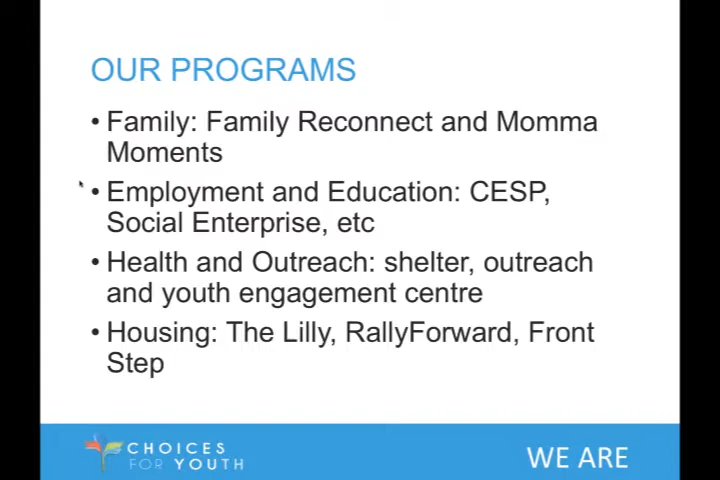 OUR PROGRAMS
• Family: Family Reconnect and Momma
Moments
• Employment and Education: CESP,
Social Enterprise, etc
• Health and Outreach: shelter, outreach
and youth engagement centre
• Housing: The Lilly, RallyForward, Front
Step
CHOICES
FOR YOUTH
WE ARE